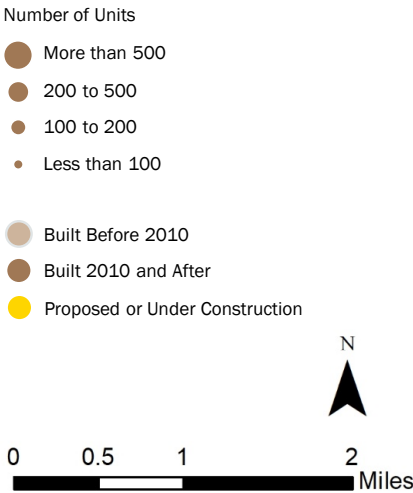 Number of Units
More than 500
200 to 500
100 to 200
Less than 100
Built Before 2010
Built 2010 and After
Proposed or Under Construction
N
0 0.5 1 2
Miles